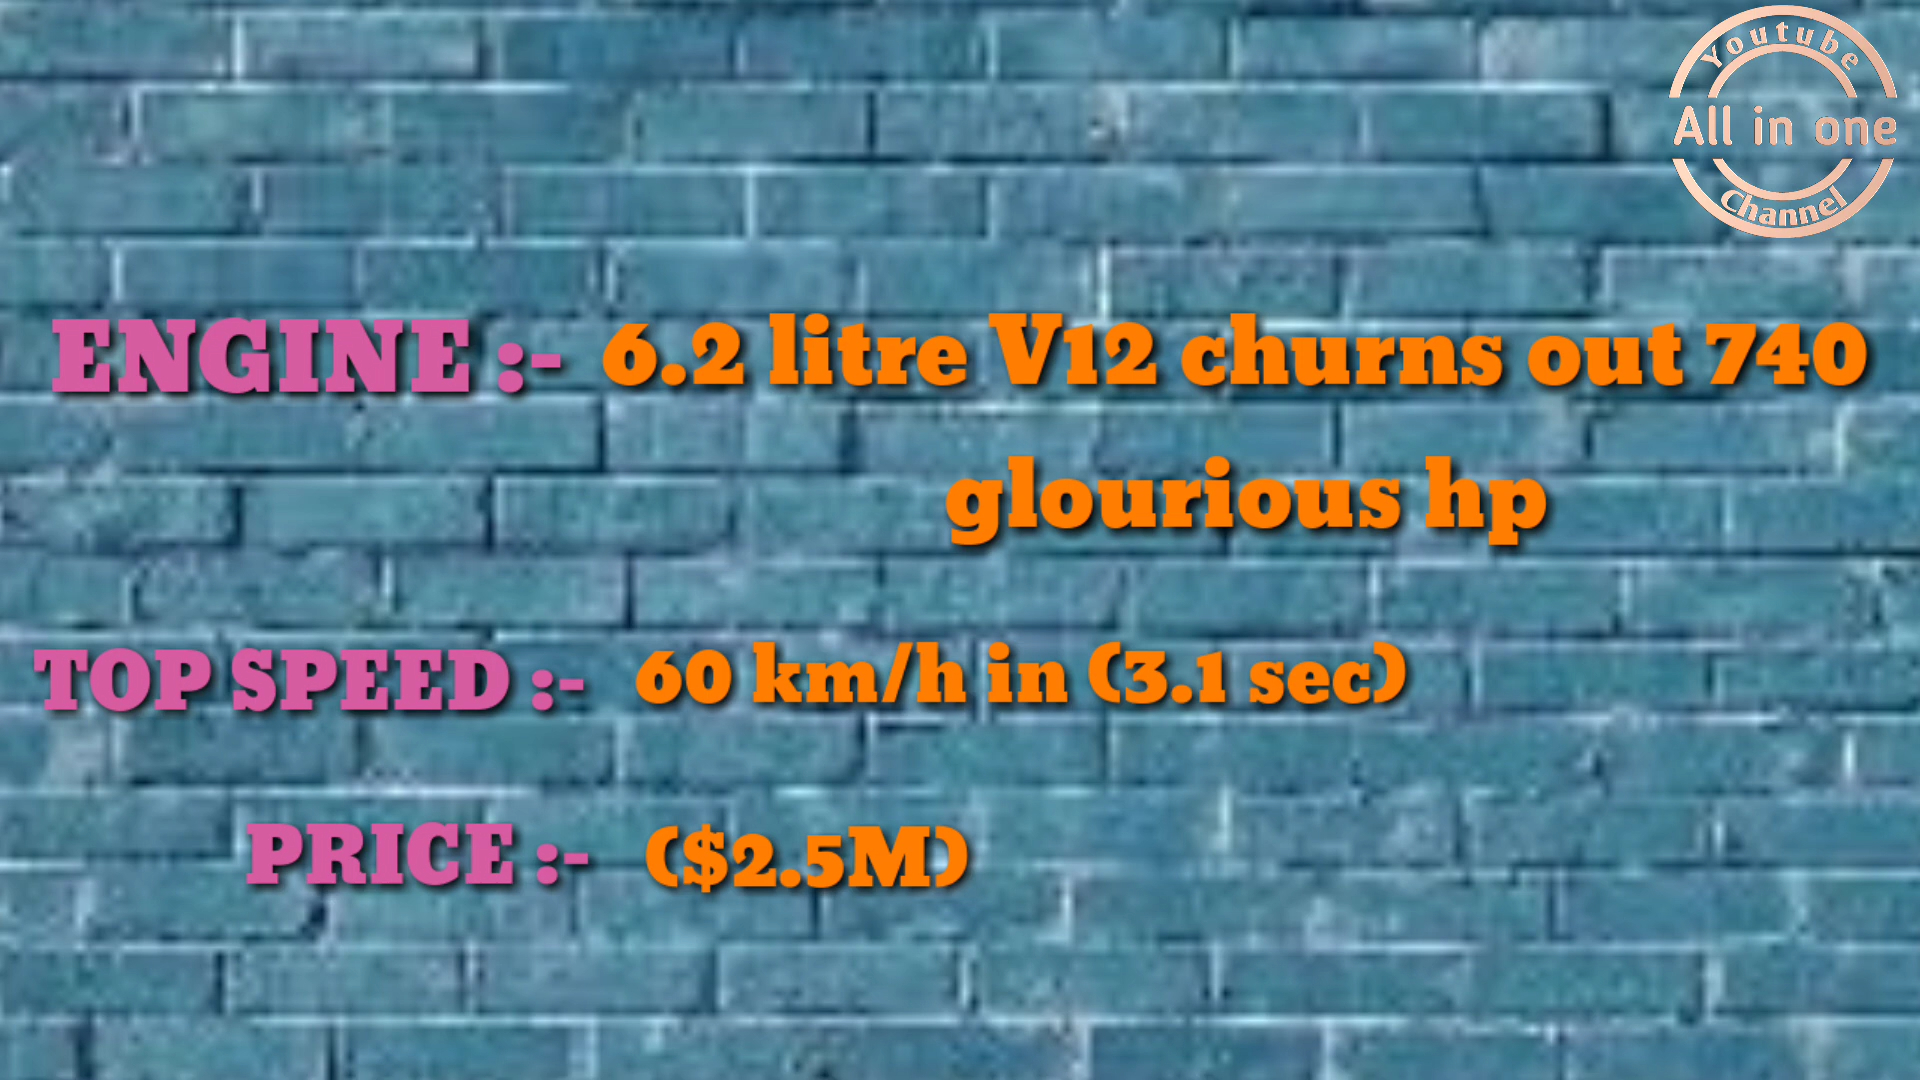 Youtube
All in one
Channel
ENGINE :- 6.2 litre V12 churns out 740
glourious hp
TOP SPEED :- 60 km/h in (3.1 sec)
PRICE :- ($2.5M)